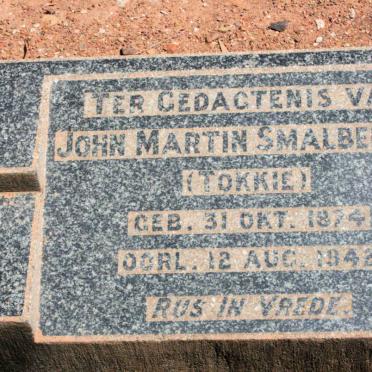 TER GEDACTENIS VA
JOHN MARTIN SMALBE
(TOKKIE)
GEB. 31 OKT. 1874
OORL. 12 AUG. 1942
RUS IN VREDE.